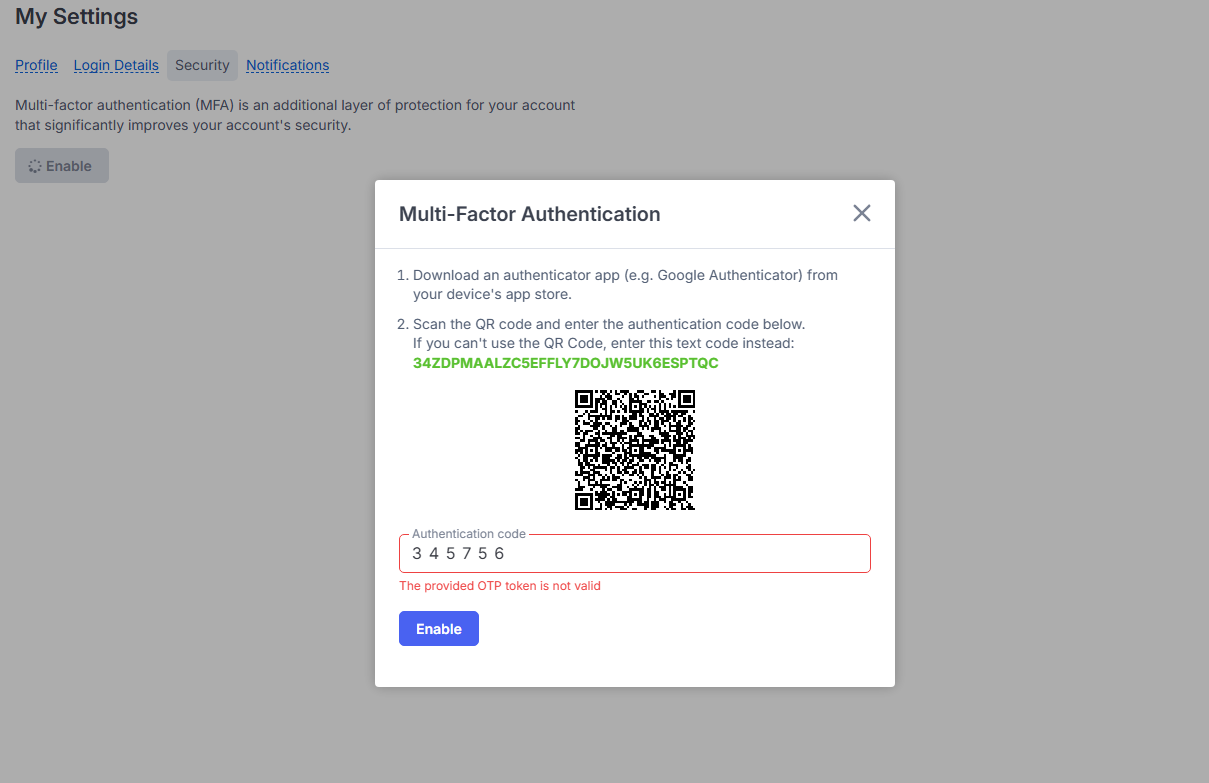 My Settings
Profile Login Details Security Notifications
Multi-factor authentication (MFA) is an additional layer of protection for your account
that significantly improves your account's security.
Enable
Multi-Factor Authentication
1. Download an authenticator app (e.g. Google Authenticator) from
your device's app store.
2. Scan the QR code and enter the authentication code below.
If you can't use the QR Code, enter this text code instead:
34ZDPMAALZC5EFFLY7DOJW5UK6ESPTQC
Authentication code
3 4 5 7 5 6
The provided OTP token is not valid
Enable